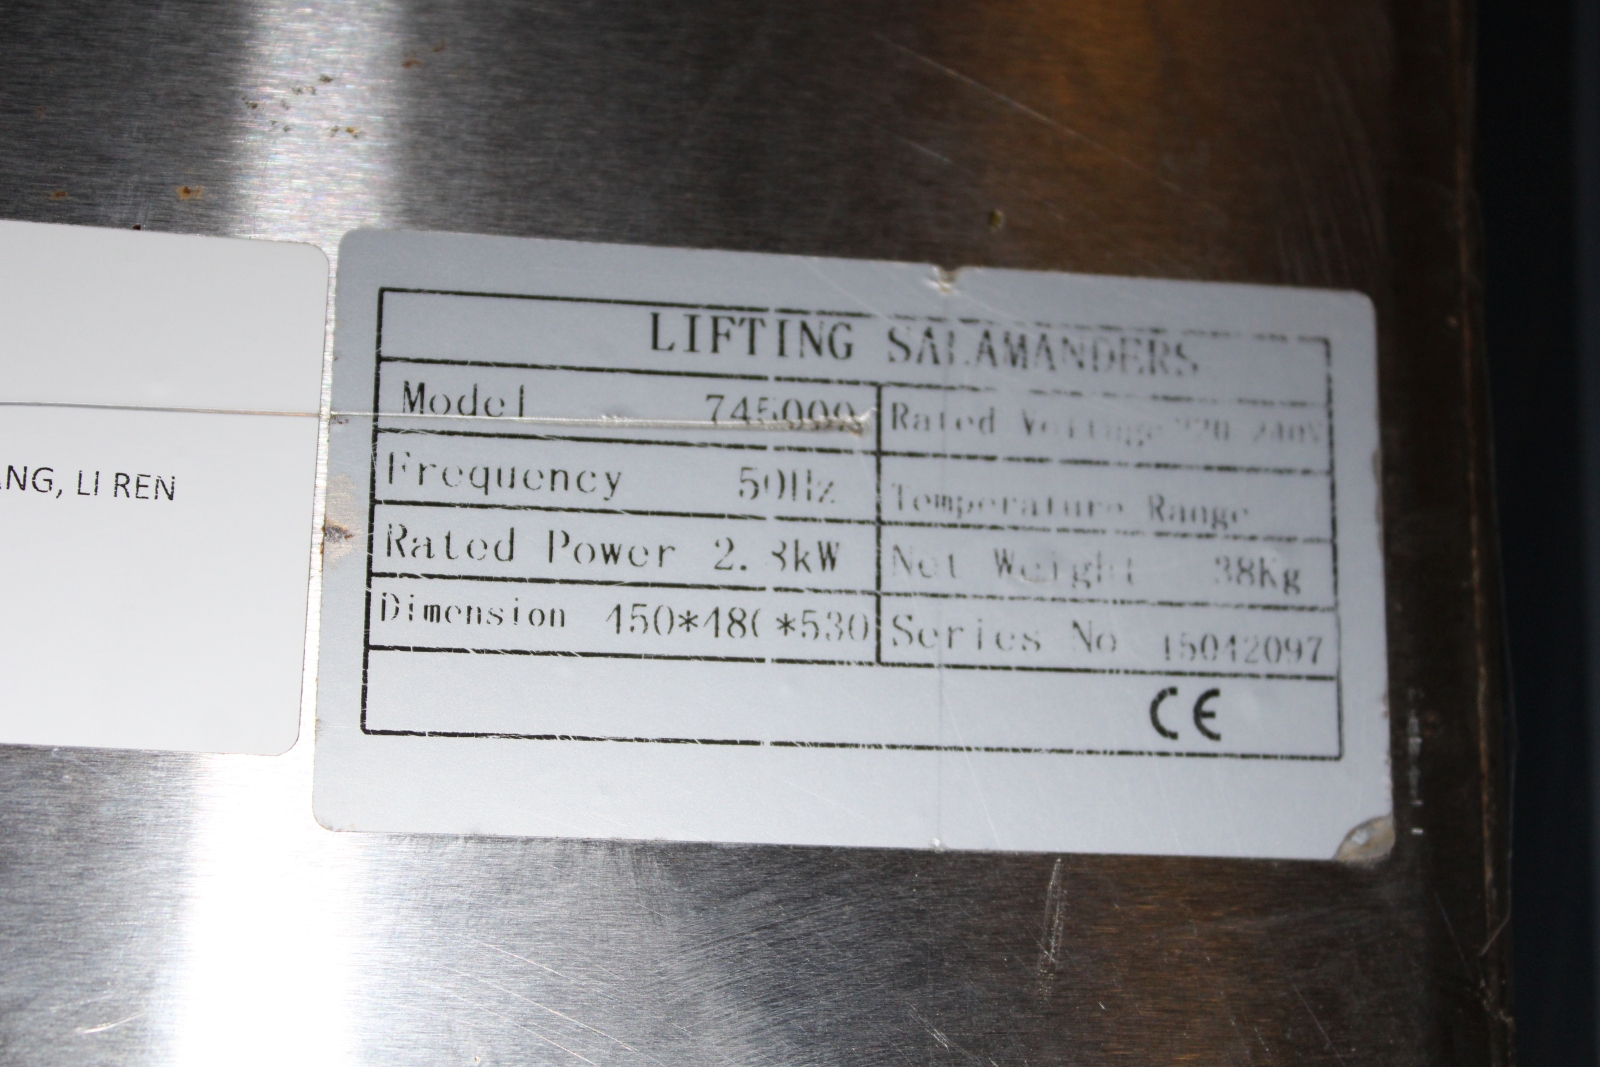 LIFTING SALAMANDERS
Model 745009 Rated Voltage 220-240V
Frequency 50Hz Temperature Range
Rated Power 2.8kW Net Weight 38Kg
Dimension 450*480*530 Series No 15042097
CE
ANG, LI REN